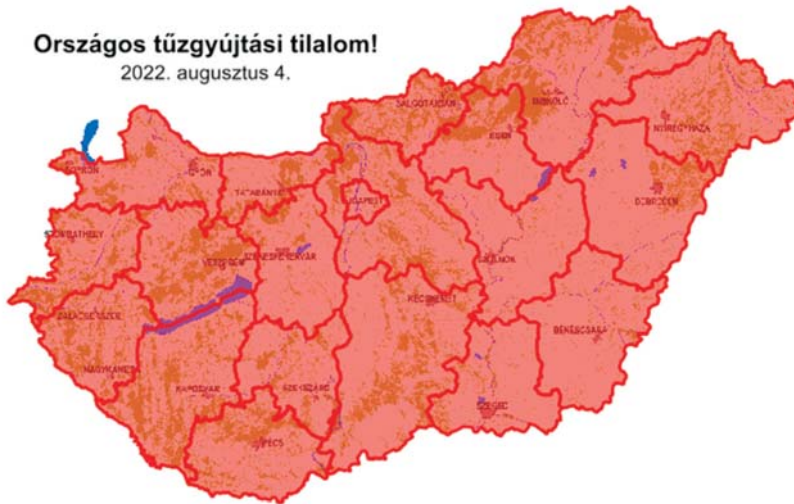 Országos tűzgyújtási tilalom!
2022. augusztus 4.
SALGÓTARJÁN
MISKOLC
EGER
NYÍREGYHÁZA
SOPRON
GYŐR
TATABÁNYA
BUDAPEST
DEBRECEN
SZOMBATHELY
VESZPRÉM
SZÉKESFEHÉRVÁR
SZOLNOK
ZALAEGERSZEG
KECSKEMÉT
BÉKÉSCSABA
NAGYKANIZSA
KAPOSVÁR
SZEKSZÁRD
SZEGED
PÉCS